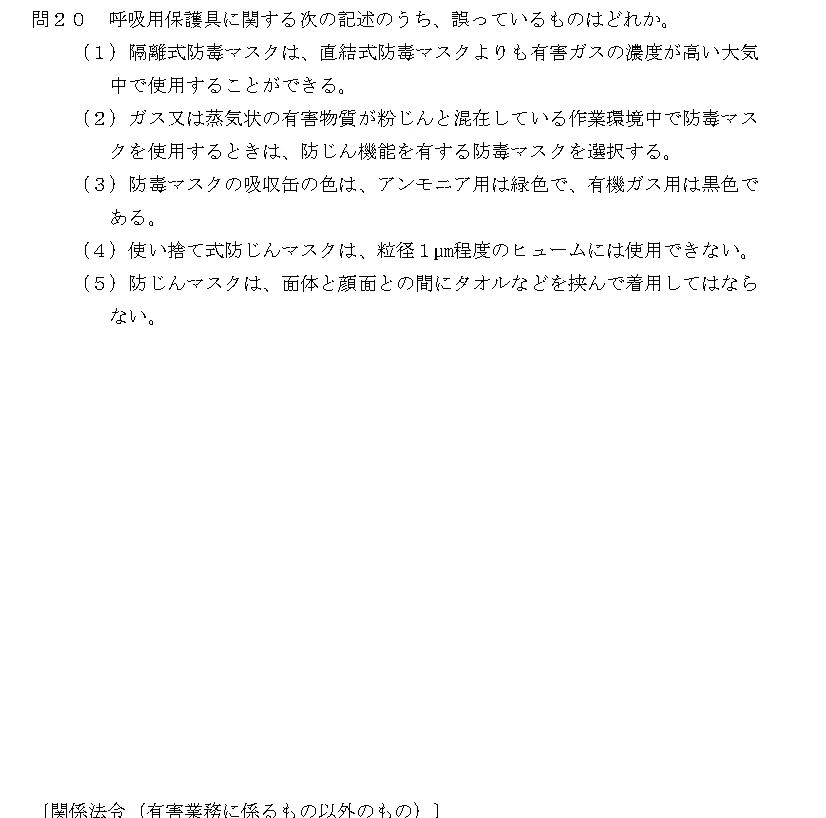 問２０　呼吸用保護具に関する次の記述のうち、誤っているものはどれか。
（１）隔離式防毒マスクは、直結式防毒マスクよりも有害ガスの濃度が高い大気
中で使用することができる。
（２）ガス又は蒸気状の有害物質が粉じんと混在している作業環境中で防毒マス
クを使用するときは、防じん機能を有する防毒マスクを選択する。
（３）防毒マスクの吸収缶の色は、アンモニア用は緑色で、有機ガス用は黒色で
ある。
（４）使い捨て式防じんマスクは、粒径１μm程度のヒュームには使用できない。
（５）防じんマスクは、面体と顔面との間にタオルなどを挟んで着用してはなら
ない。
〔関係法令（有害業務に係るもの以外のもの）〕